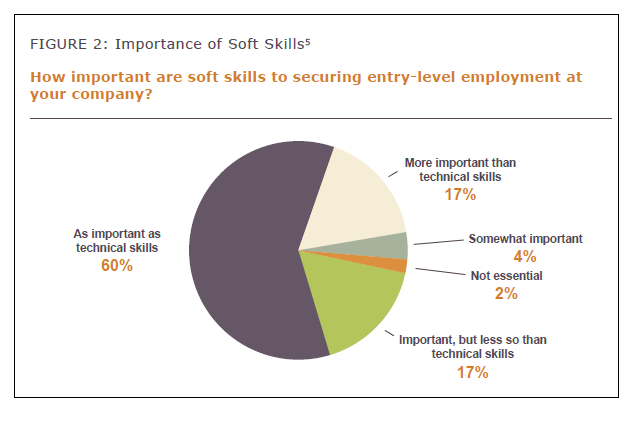 FIGURE 2: Importance of Soft Skills⁵
How important are soft skills to securing entry-level employment at
your company?
More important than
technical skills
17%
As important as
technical skills
60%
Somewhat important
4%
Not essential
2%
Important, but less so than
technical skills
17%